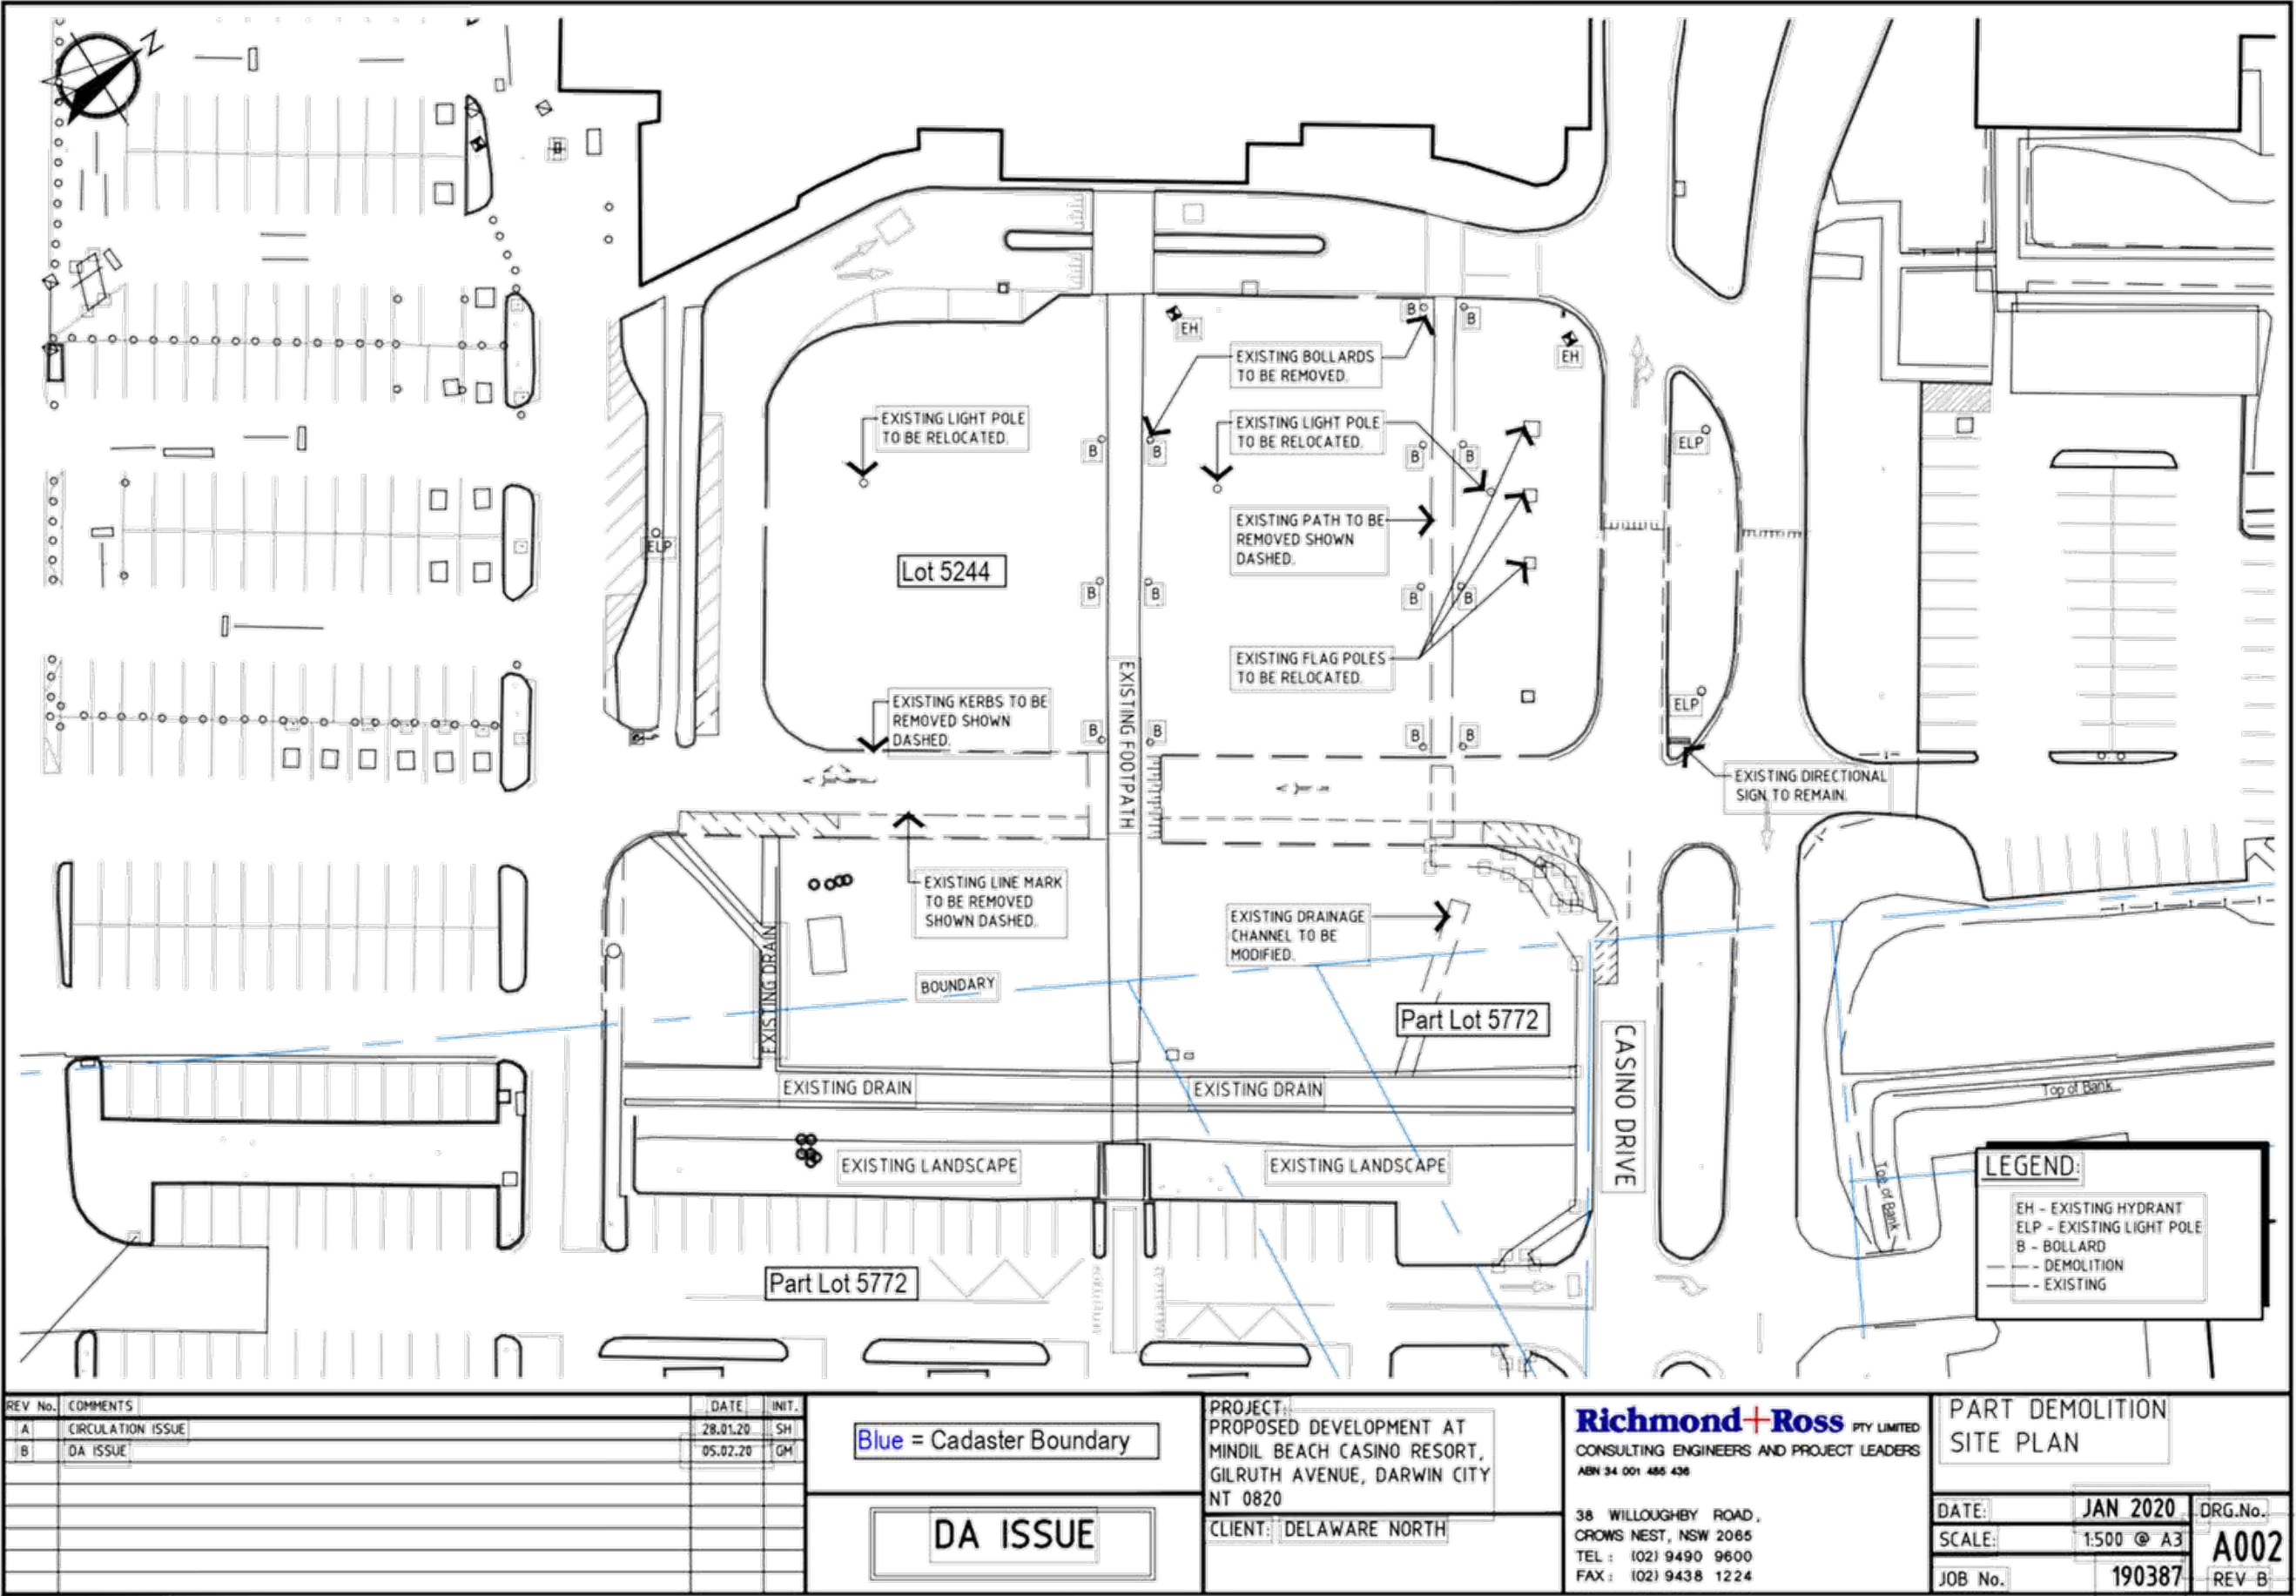 N
EH
B
B
EH
EXISTING BOLLARDS
TO BE REMOVED.
EXISTING LIGHT POLE
TO BE RELOCATED.
EXISTING LIGHT POLE
TO BE RELOCATED.
ELP
B
B
B
B
EXISTING PATH TO BE
REMOVED SHOWN
DASHED.
ELP
Lot 5244
B
B
B
B
EXISTING FLAG POLES
TO BE RELOCATED.
EXISTING KERBS TO BE
REMOVED SHOWN
DASHED.
EXISTING FOOTPATH
ELP
B
B
B
B
EXISTING DIRECTIONAL
SIGN TO REMAIN.
EXISTING LINE MARK
TO BE REMOVED
SHOWN DASHED.
EXISTING DRAINAGE
CHANNEL TO BE
MODIFIED.
EXISTING DRAIN
BOUNDARY
Part Lot 5772
CASINO DRIVE
EXISTING DRAIN
EXISTING DRAIN
Top of Bank
EXISTING LANDSCAPE
EXISTING LANDSCAPE
Toe of Bank
Part Lot 5772
LEGEND:
EH - EXISTING HYDRANT
ELP - EXISTING LIGHT POLE
B - BOLLARD
- DEMOLITION
- EXISTING
REV No. COMMENTS DATE INIT.
A CIRCULATION ISSUE 28.01.20 SH
B DA ISSUE 05.02.20 GM
Blue = Cadaster Boundary
DA ISSUE
PROJECT:
PROPOSED DEVELOPMENT AT
MINDIL BEACH CASINO RESORT,
GILRUTH AVENUE, DARWIN CITY
NT 0820
CLIENT: DELAWARE NORTH
Richmond+Ross PTY LIMITED
CONSULTING ENGINEERS AND PROJECT LEADERS
ABN 34 001 485 436
38 WILLOUGHBY ROAD,
CROWS NEST, NSW 2065
TEL : (02) 9490 9600
FAX : (02) 9438 1224
PART DEMOLITION
SITE PLAN
DATE: JAN 2020
SCALE: 1:500 @ A3
JOB No. 190387
DRG.No.
A002
REV B